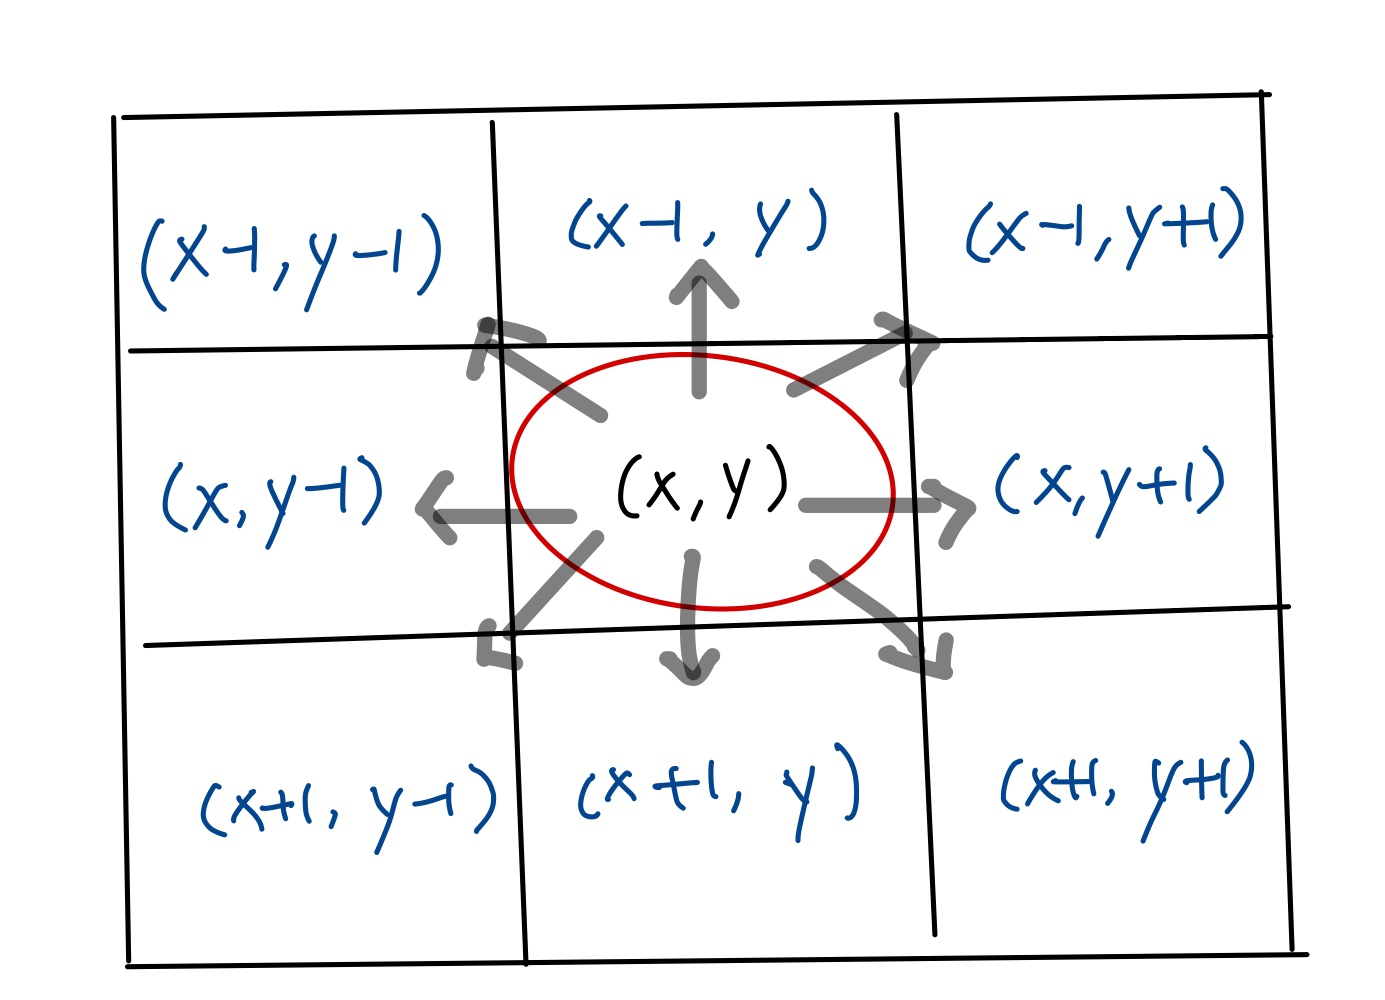 (x-1, y-1) (x-1, y) (x-1, y+1)
(x, y-1) (x, y) (x, y+1)
(x+1, y-1) (x+1, y) (x+1, y+1)